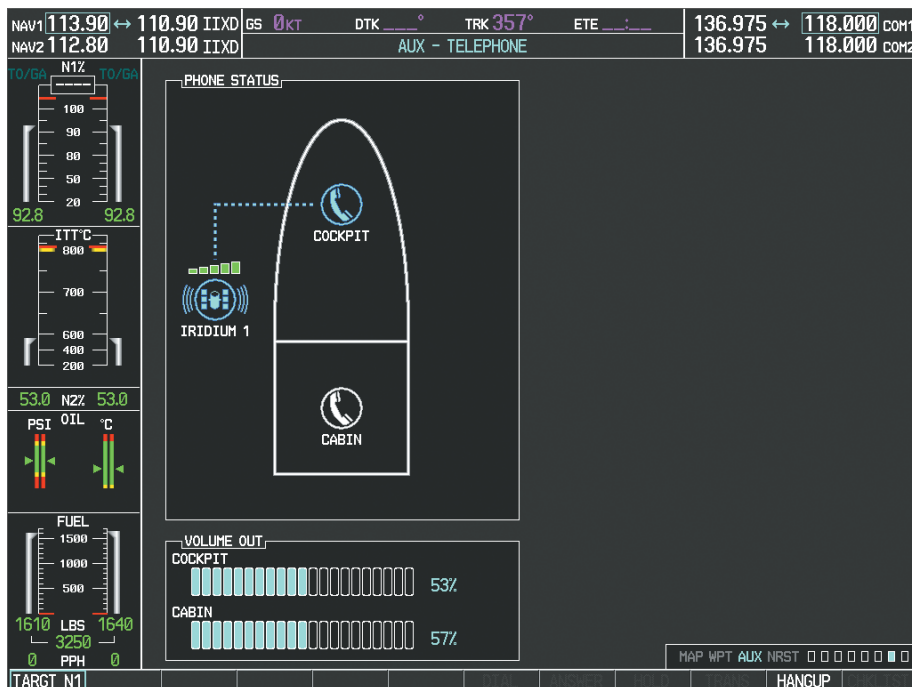 NAV1 113.90 ↔ 110.90 IIXD GS 0KT DTK ___° TRK 357° ETE __:__ 136.975 ↔ 118.000 COM1
NAV2 112.80 110.90 IIXD AUX - TELEPHONE 136.975 118.000 COM2
TO/GA N1% TO/GA
----
100
90
80
50
20
92.8 92.8
ITT°C
800
700
600
400
200
53.0 N2% 53.0
PSI OIL °C
FUEL
1500
1000
500
1610 LBS 1640
3250
0 PPH 0
PHONE STATUS
COCKPIT
IRIDIUM 1
CABIN
VOLUME OUT
COCKPIT
53%
CABIN
57%
MAP WPT AUX NRST
TARGT N1 DIAL ANSWER HOLD TRANS HANGUP CHKLIST